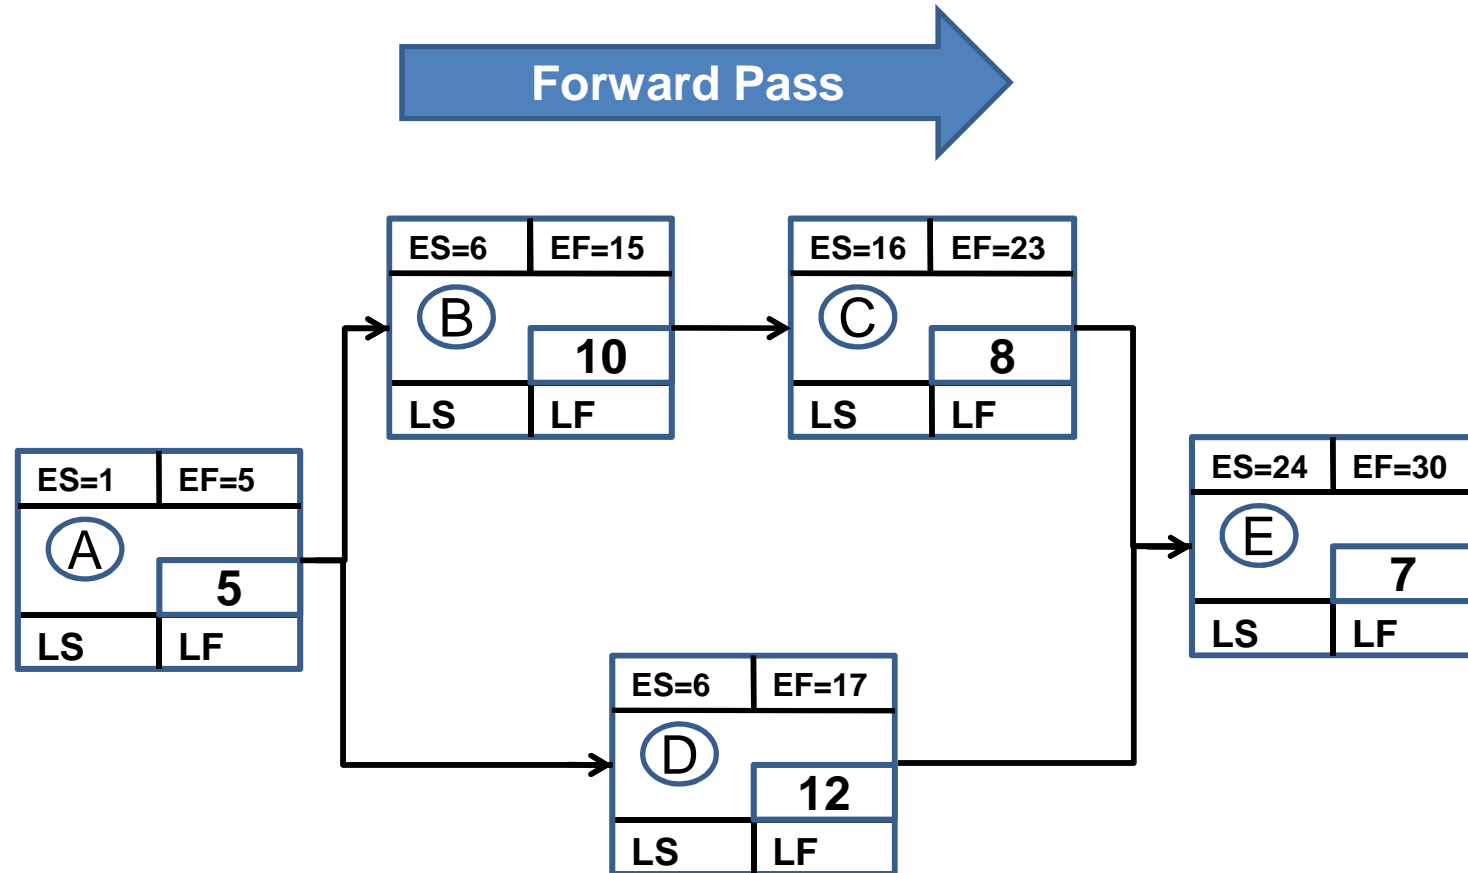 Forward Pass
ES=6 EF=15
B
10
LS LF
ES=16 EF=23
C
8
LS LF
ES=1 EF=5
A
5
LS LF
ES=24 EF=30
E
7
LS LF
ES=6 EF=17
D
12
LS LF